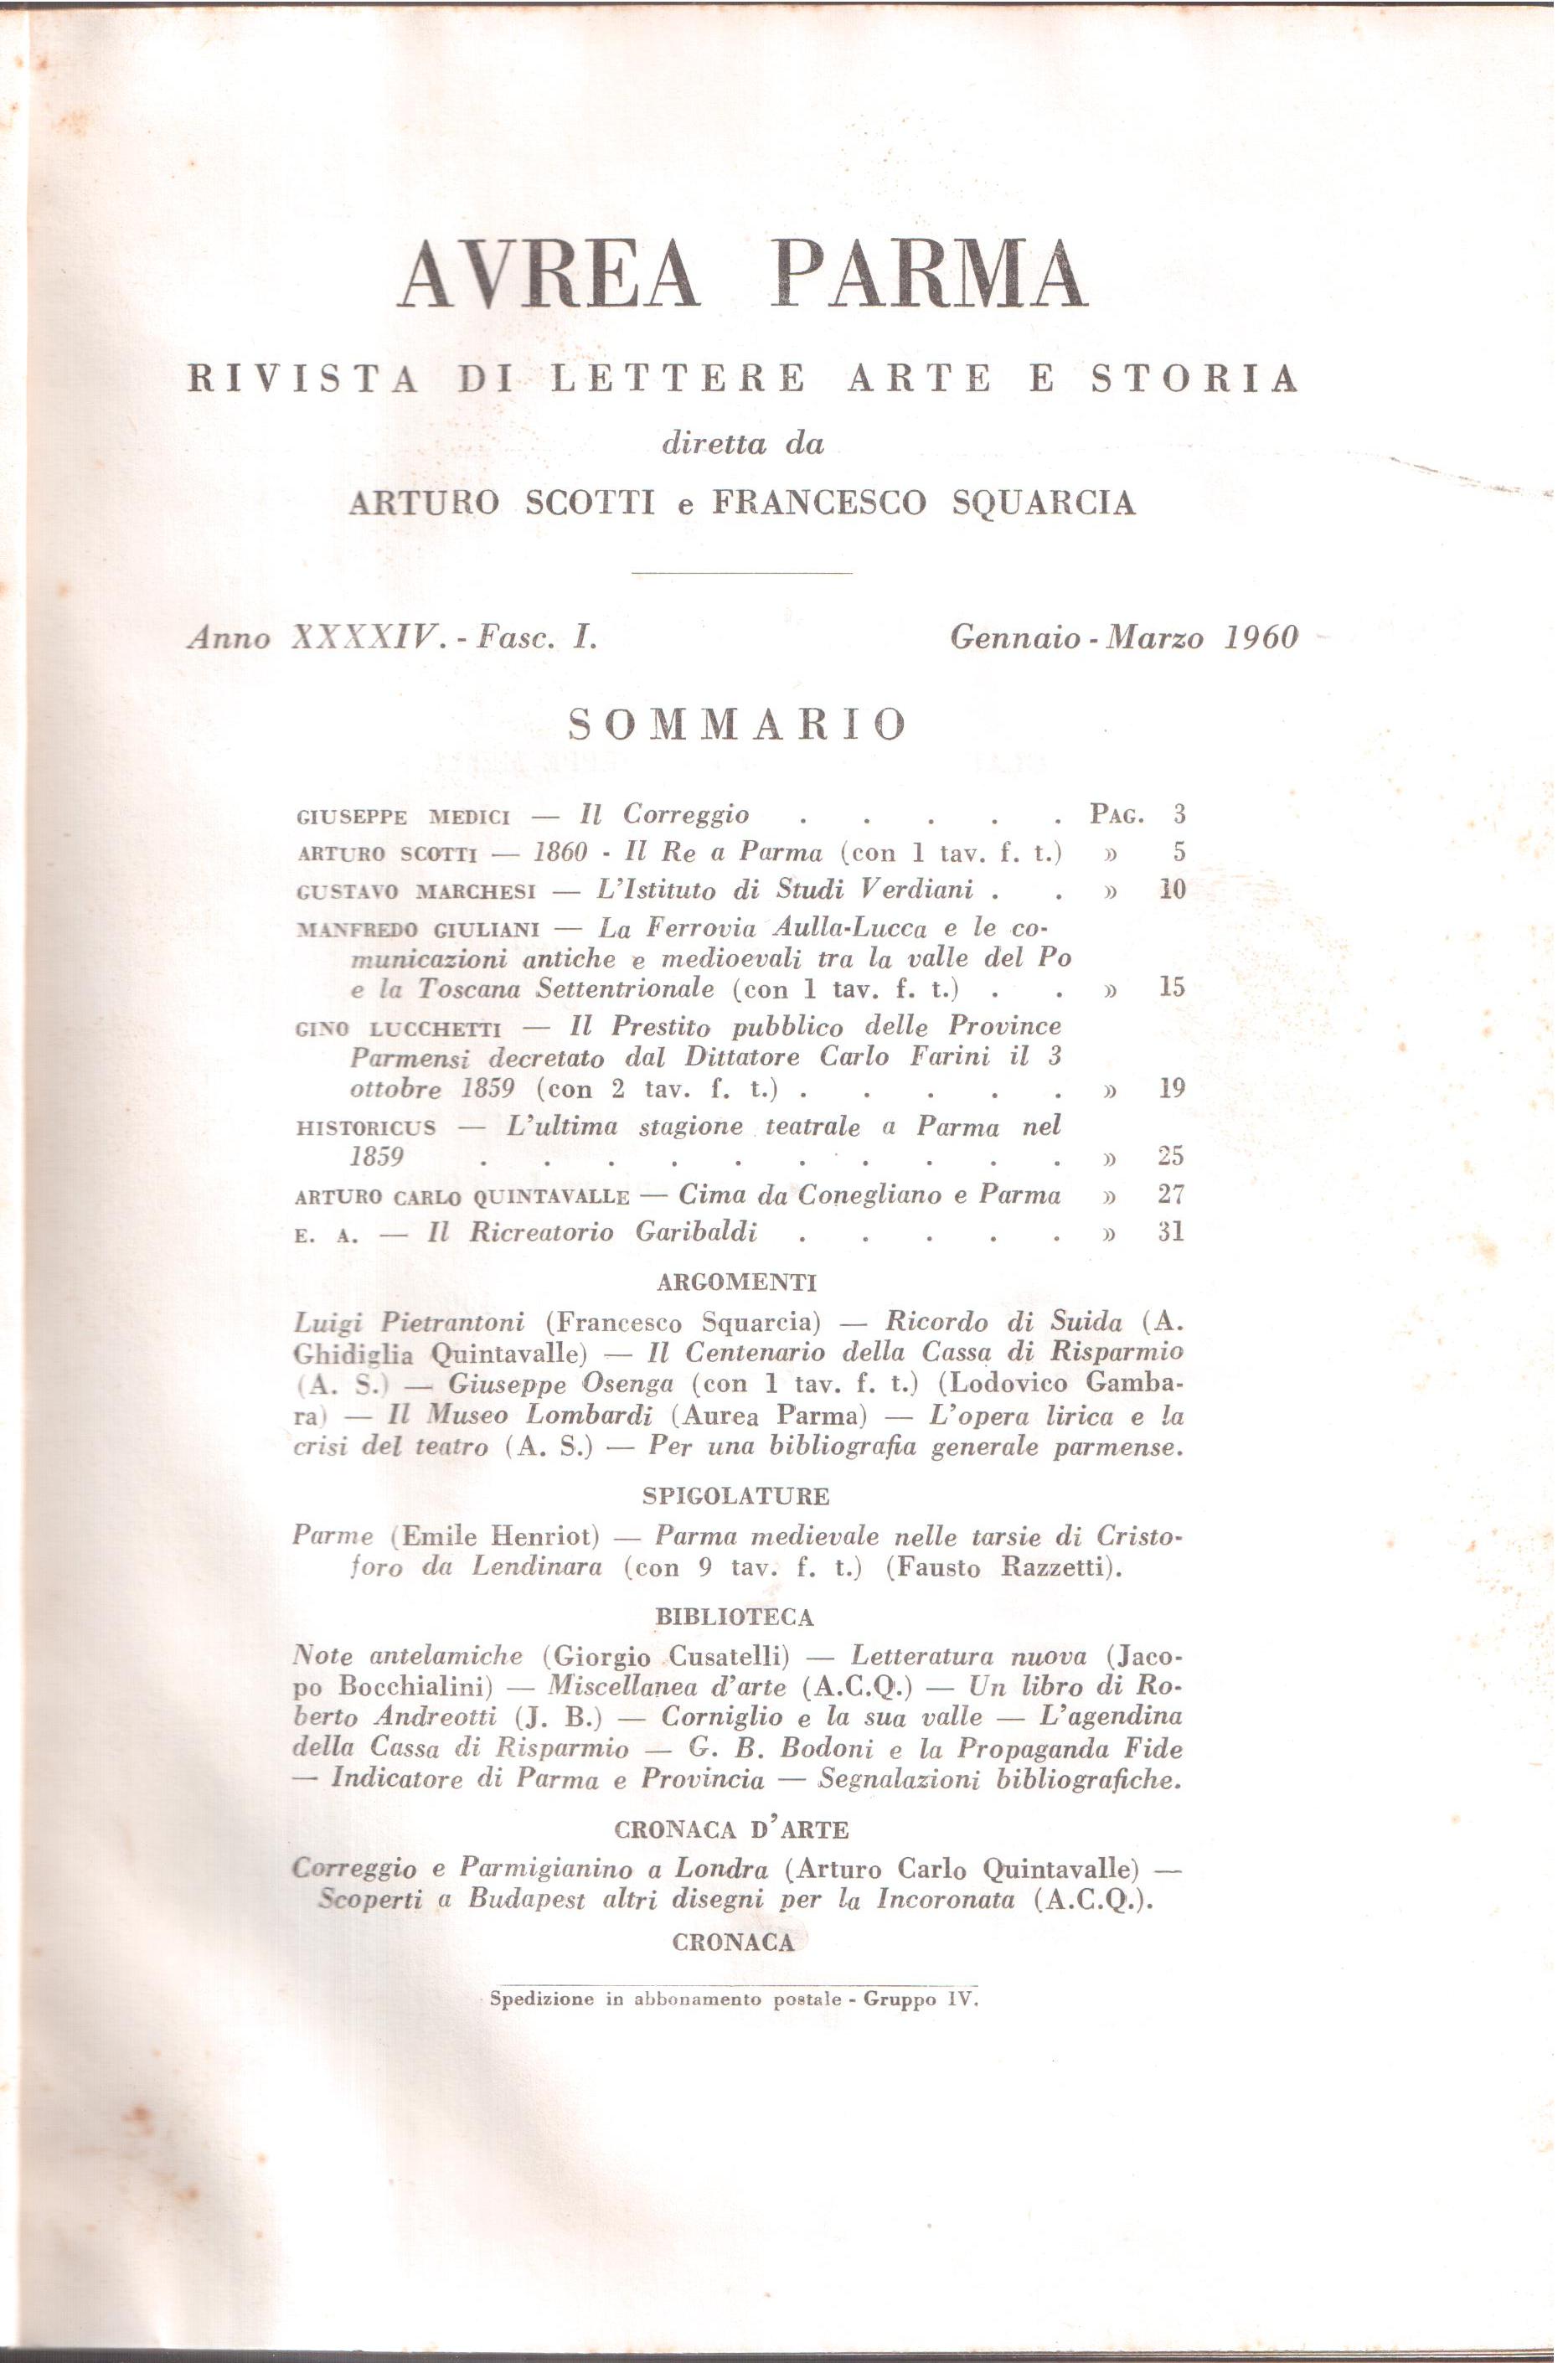 AVREA PARMA
RIVISTA DI LETTERE ARTE E STORIA
diretta da
ARTURO SCOTTI e FRANCESCO SQUARCIA
Anno XXXXIV. - Fasc. I. Gennaio - Marzo 1960
SOMMARIO
GIUSEPPE MEDICI — Il Correggio . . . . . PAG. 3
ARTURO SCOTTI — 1860 - Il Re a Parma (con 1 tav. f. t.) » 5
GUSTAVO MARCHESI — L'Istituto di Studi Verdiani . . » 10
MANFREDO GIULIANI — La Ferrovia Aulla-Lucca e le co-
municazioni antiche e medioevali tra la valle del Po
e la Toscana Settentrionale (con 1 tav. f. t.) . . » 15
GINO LUCCHETTI — Il Prestito pubblico delle Province
Parmensi decretato dal Dittatore Carlo Farini il 3
ottobre 1859 (con 2 tav. f. t.) . . . . . » 19
HISTORICUS — L'ultima stagione teatrale a Parma nel
1859 . . . . . . . . . . » 25
ARTURO CARLO QUINTAVALLE — Cima da Conegliano e Parma » 27
E. A. — Il Ricreatorio Garibaldi . . . . . » 31
ARGOMENTI
Luigi Pietrantoni (Francesco Squarcia) — Ricordo di Suida (A.
Ghidiglia Quintavalle) — Il Centenario della Cassa di Risparmio
(A. S.) — Giuseppe Osenga (con 1 tav. f. t.) (Lodovico Gamba-
ra) — Il Museo Lombardi (Aurea Parma) — L'opera lirica e la
crisi del teatro (A. S.) — Per una bibliografia generale parmense.
SPIGOLATURE
Parme (Emile Henriot) — Parma medievale nelle tarsie di Cristo-
foro da Lendinara (con 9 tav. f. t.) (Fausto Razzetti).
BIBLIOTECA
Note antelamiche (Giorgio Cusatelli) — Letteratura nuova (Jaco-
po Bocchialini) — Miscellanea d'arte (A.C.Q.) — Un libro di Ro-
berto Andreotti (J. B.) — Corniglio e la sua valle — L'agendina
della Cassa di Risparmio — G. B. Bodoni e la Propaganda Fide
— Indicatore di Parma e Provincia — Segnalazioni bibliografiche.
CRONACA D'ARTE
Correggio e Parmigianino a Londra (Arturo Carlo Quintavalle) —
Scoperti a Budapest altri disegni per la Incoronata (A.C.Q.).
CRONACA
Spedizione in abbonamento postale - Gruppo IV.